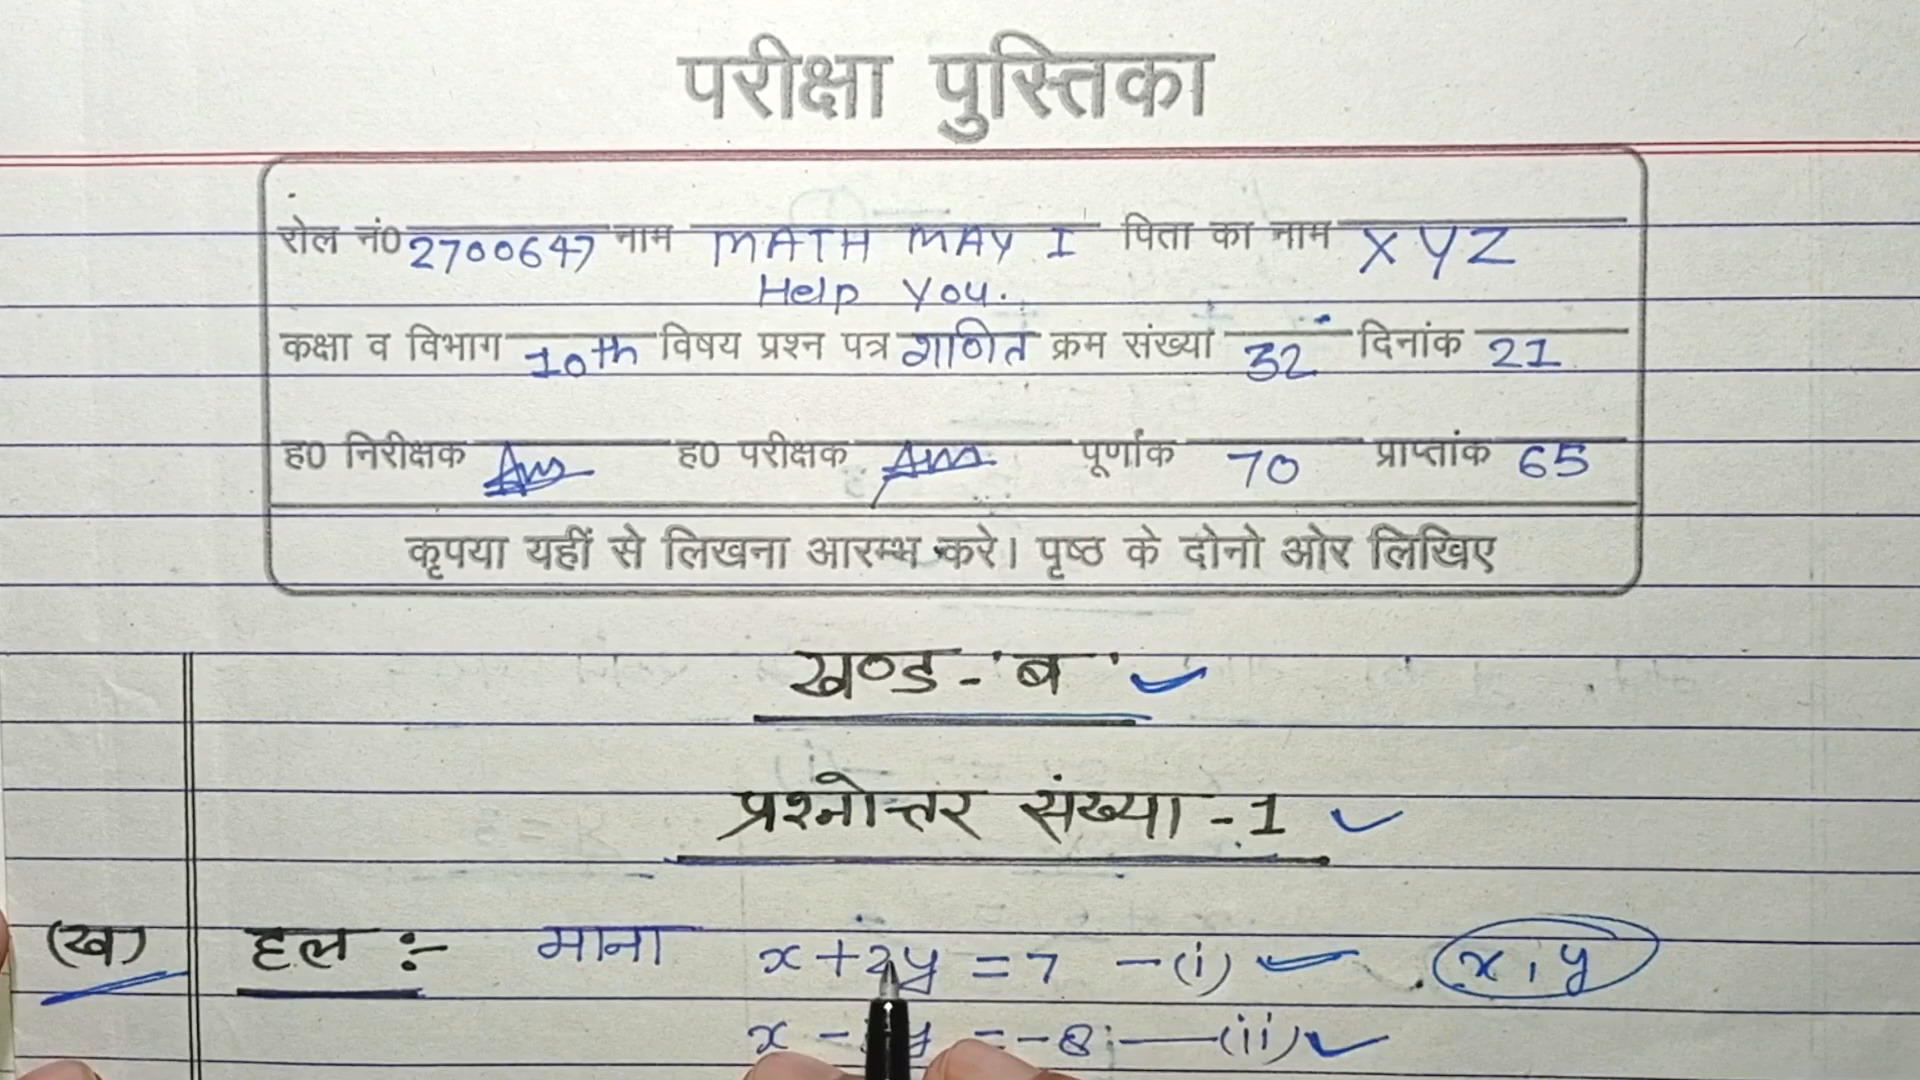 परीक्षा पुस्तिका
रोल नं0 2700647 नाम MATH MAY I पिता का नाम XYZ
Help You.
कक्षा व विभाग 10th विषय प्रश्न पत्र गणित क्रम संख्या 32 दिनांक 21
ह0 निरीक्षक ह0 परीक्षक पूर्णांक 70 प्राप्तांक 65
कृपया यहीं से लिखना आरम्भ करे। पृष्ठ के दोनो ओर लिखिए
खण्ड-'ब'
प्रश्नोत्तर संख्या -1
(ख) हल :- माना x+2y = 7 -(i) x, y
x - y = -8 -(ii)